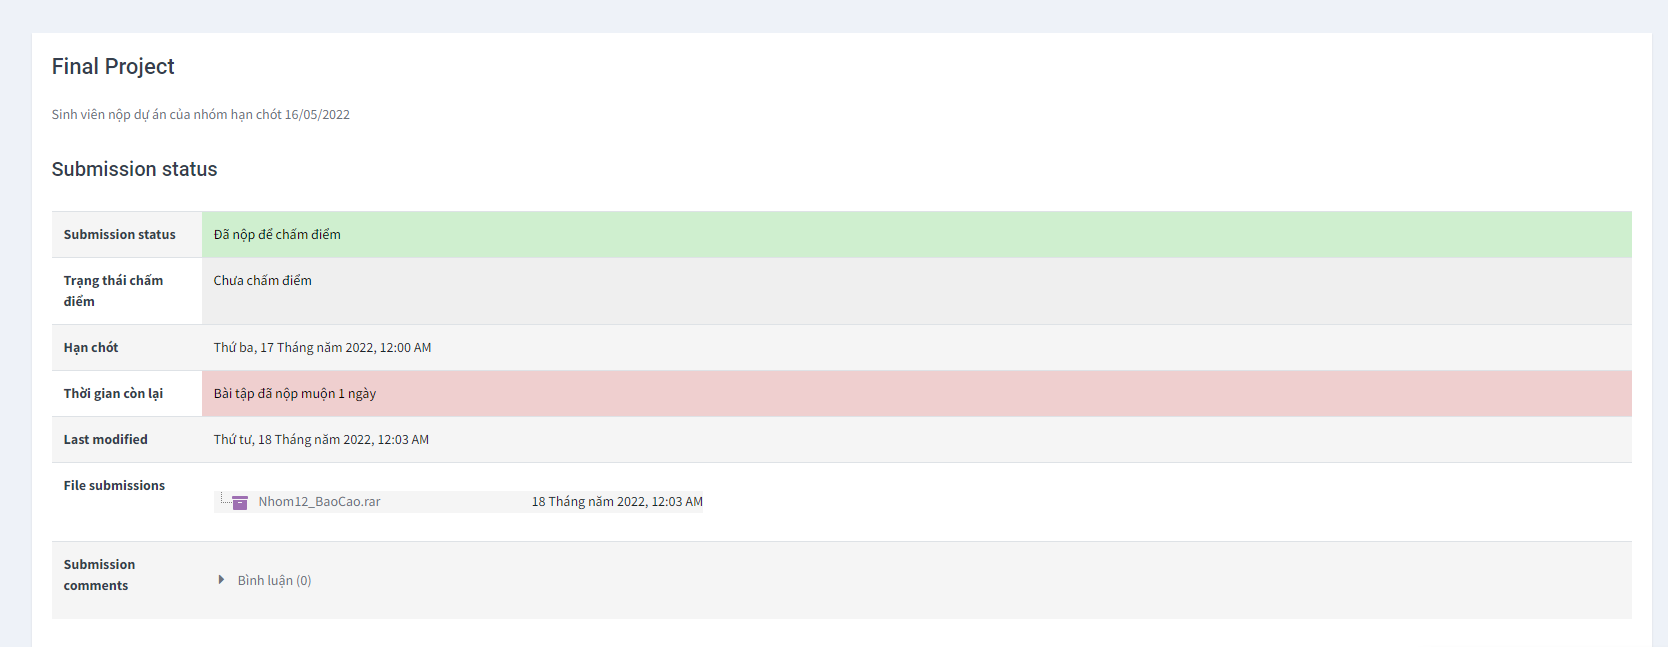 Final Project
Sinh viên nộp dự án của nhóm hạn chót 16/05/2022
Submission status
Submission status
Đã nộp để chấm điểm
Trạng thái chấm
điểm
Chưa chấm điểm
Hạn chót
Thứ ba, 17 Tháng năm 2022, 12:00 AM
Thời gian còn lại
Bài tập đã nộp muộn 1 ngày
Last modified
Thứ tư, 18 Tháng năm 2022, 12:03 AM
File submissions
Nhom12_BaoCao.rar
18 Tháng năm 2022, 12:03 AM
Submission
comments
Bình luận (0)